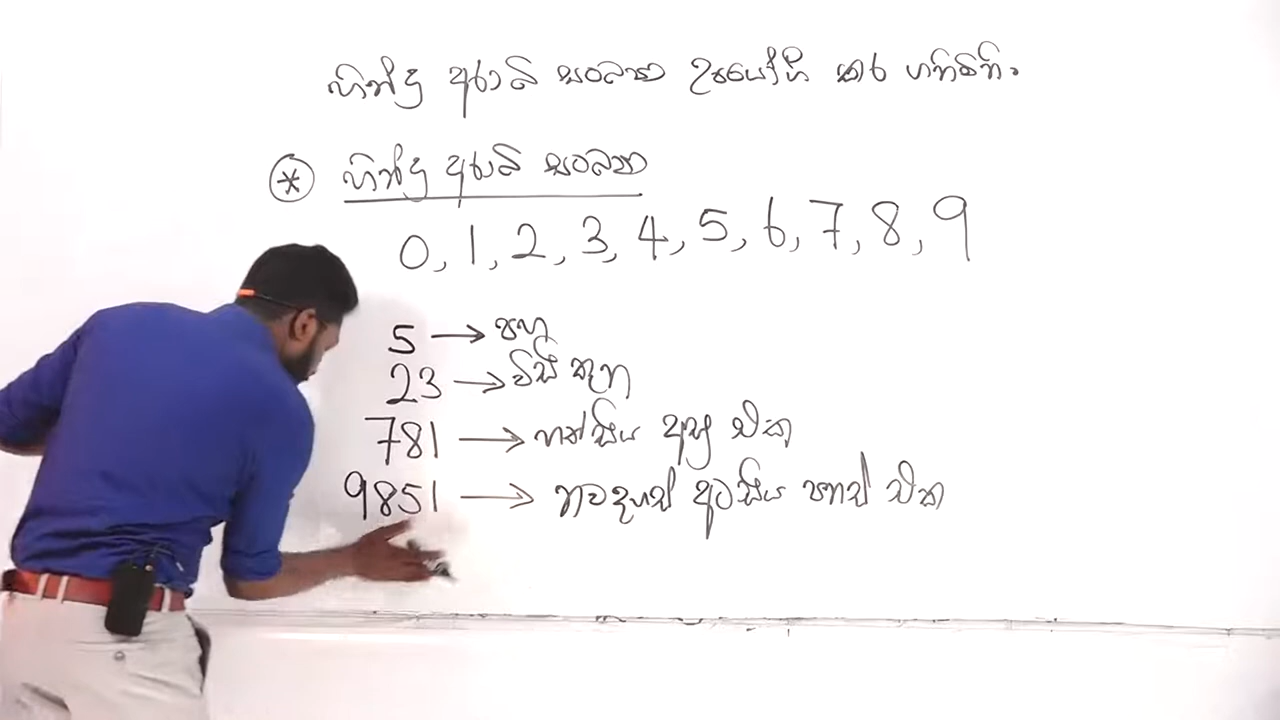 හින්දු අරාබි සංඛ්‍යා උපයෝගී කර ගනිමිනි.
* හින්දු අරාබි සංඛ්‍යා
0, 1, 2, 3, 4, 5, 6, 7, 8, 9
5 → පහ
23 → විසි තුන
781 → හත්සිය අසූ එක
9851 → නවදහස් අටසිය පනස් එක